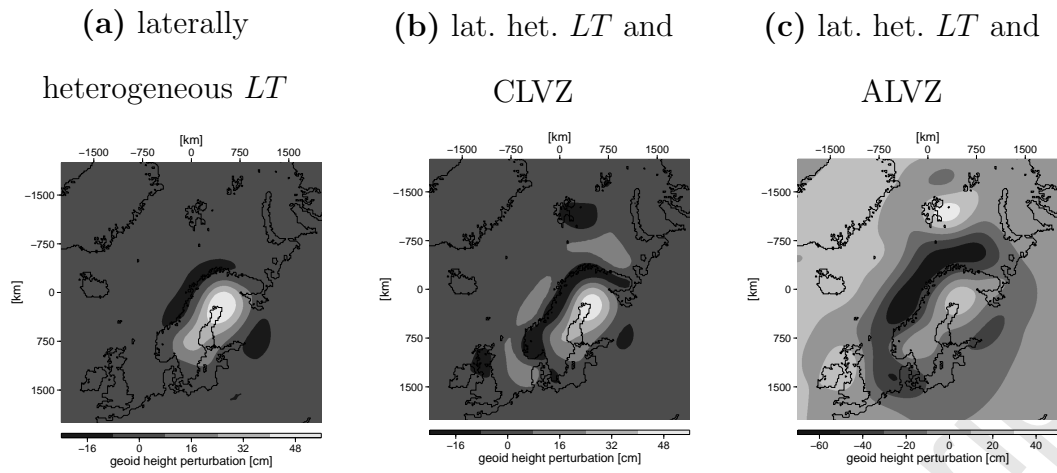 (a) laterally
heterogeneous LT
[km]
−1500 −750 0 750 1500
−1500
−750
0
750
1500
[km]
−16 0 16 32 48
geoid height perturbation [cm]
(b) lat. het. LT and
CLVZ
[km]
−1500 −750 0 750 1500
−1500
−750
0
750
1500
[km]
−16 0 16 32 48
geoid height perturbation [cm]
(c) lat. het. LT and
ALVZ
[km]
−1500 −750 0 750 1500
−1500
−750
0
750
1500
[km]
−60 −40 −20 0 20 40
geoid height perturbation [cm]